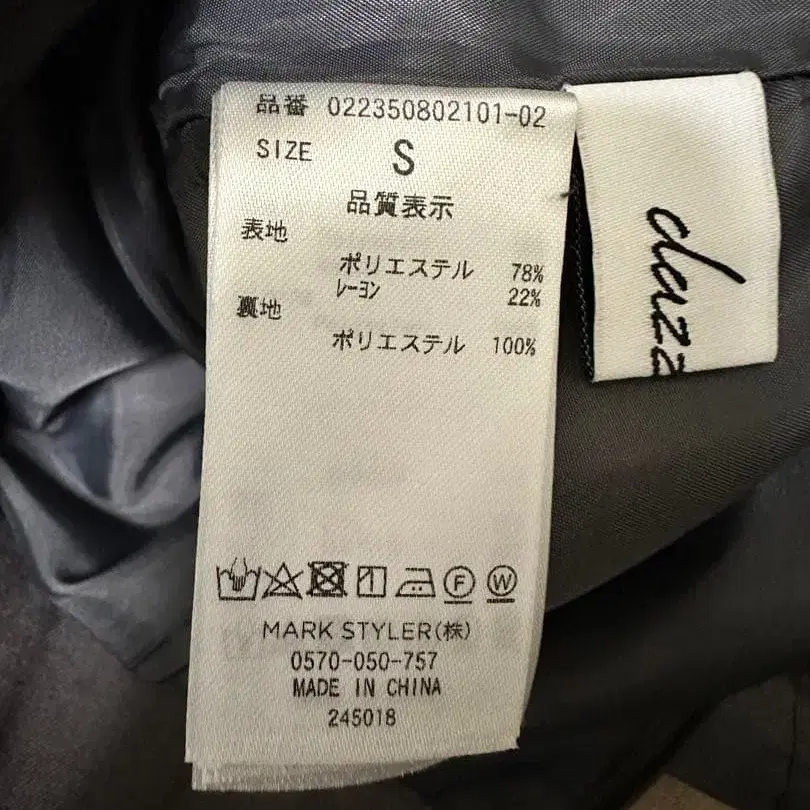 品番 022350802101-02
SIZE S
品質表示
表地
ポリエステル 78%
レーヨン 22%
裏地
ポリエステル 100%
F W
MARK STYLER(株)
0570-050-757
MADE IN CHINA
245018
dazz